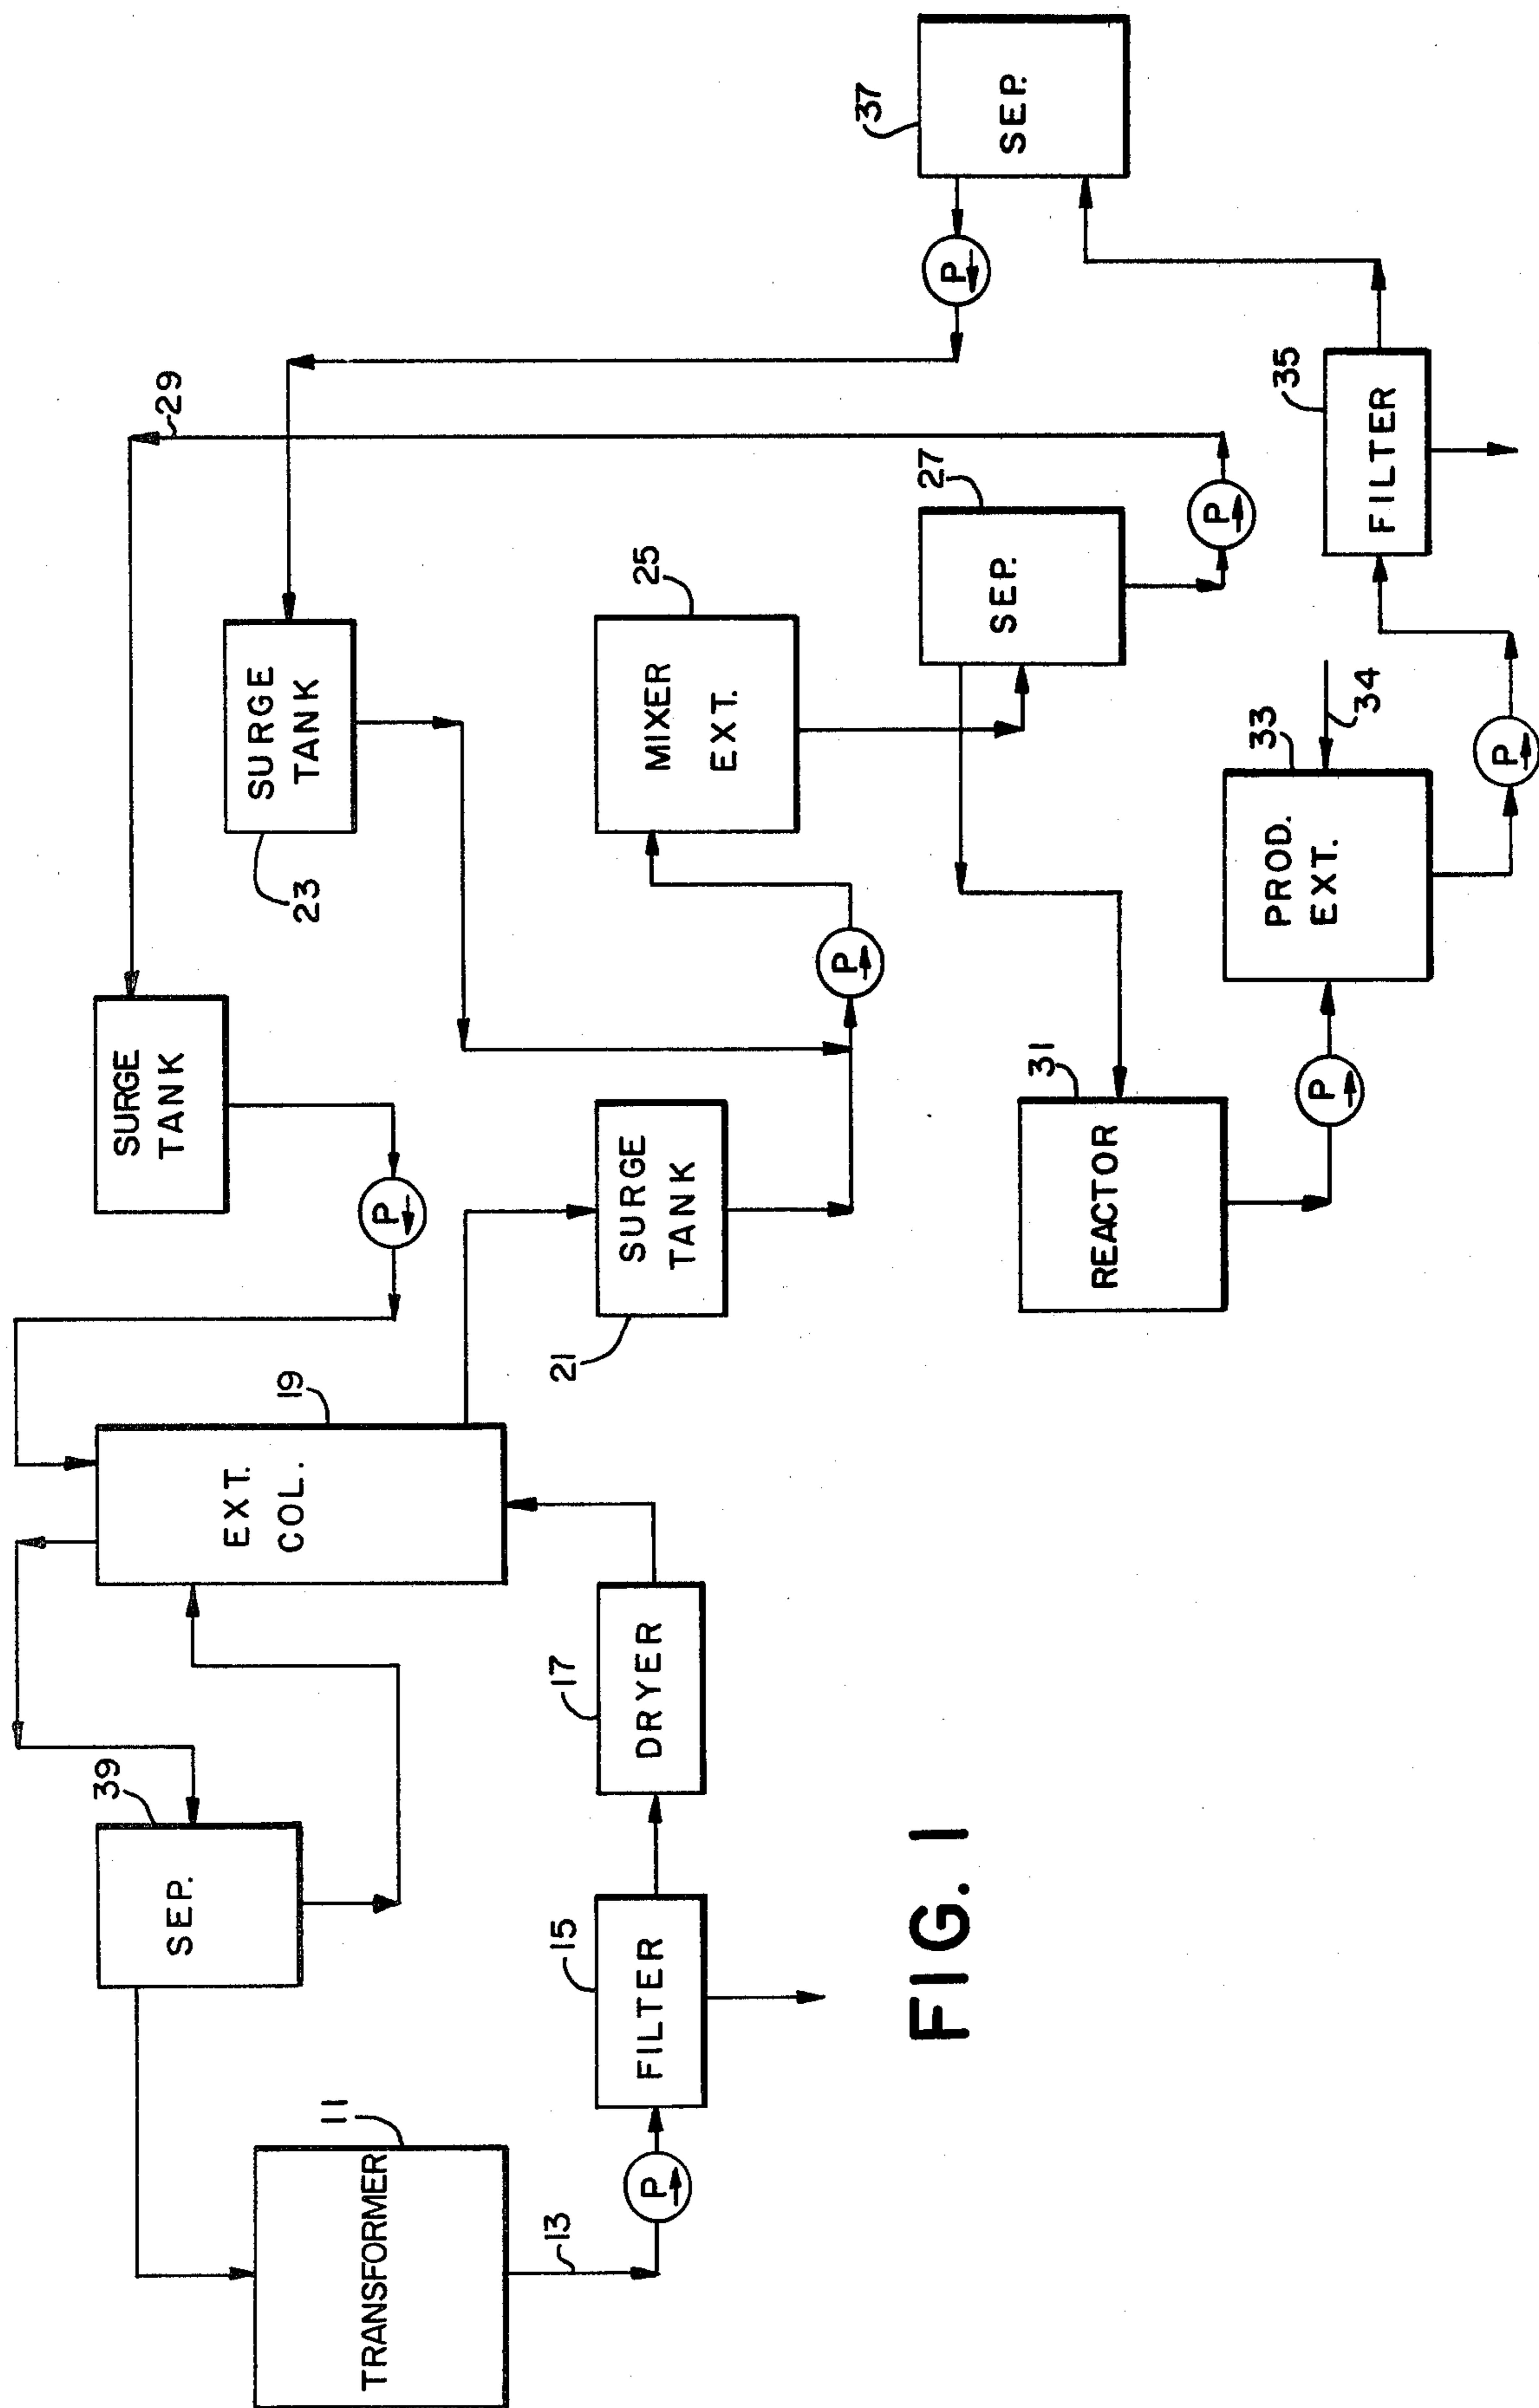 SEP.
39
TRANSFORMER
11
13
P
FILTER
15
DRYER
17
EXT.
COL.
19
SURGE
TANK
P
SURGE
TANK
21
SURGE
TANK
23
29
P
MIXER
EXT.
25
SEP.
27
P
REACTOR
31
P
PROD.
EXT.
33
34
P
FILTER
35
SEP.
37
P
FIG. 1